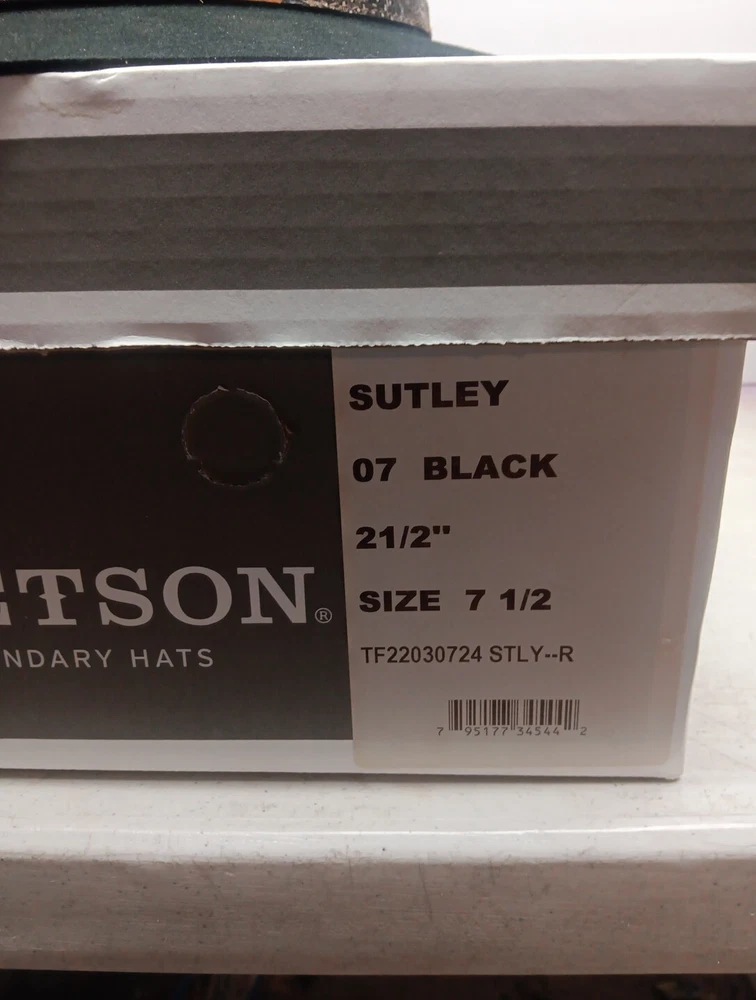 ETSON®
NDARY HATS
SUTLEY
07 BLACK
21/2"
SIZE 7 1/2
TF22030724 STLY--R
7 95177 34544 2